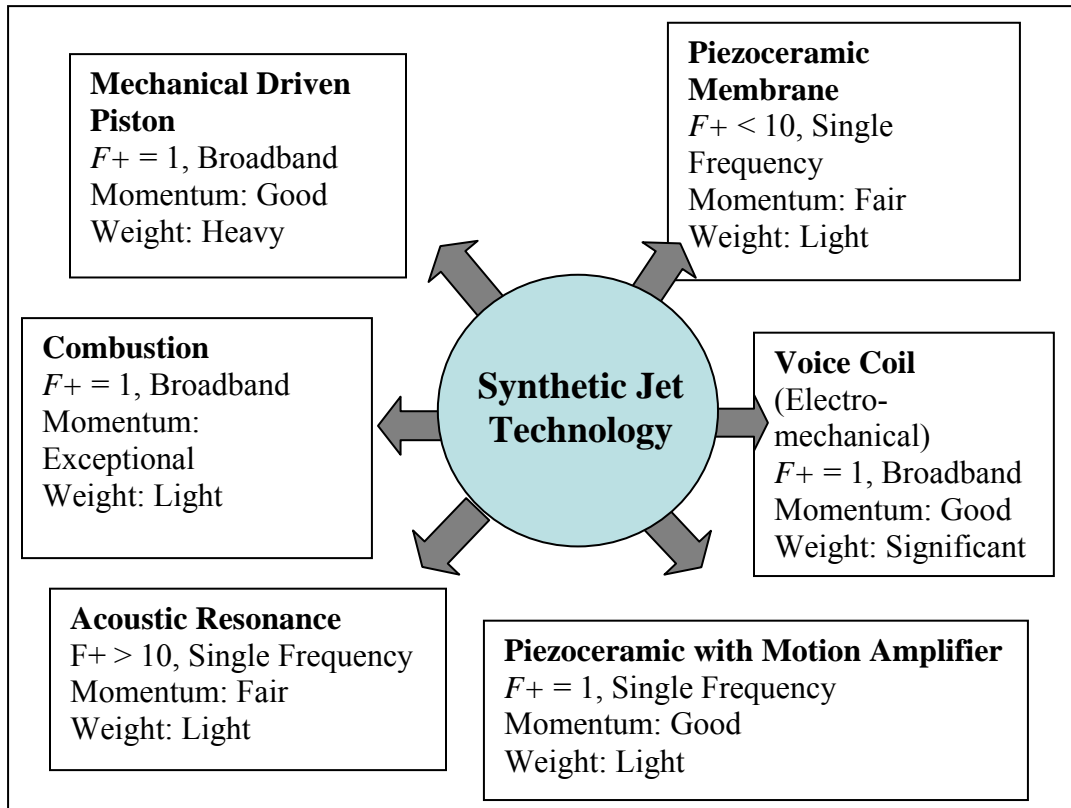 Mechanical Driven
Piston
F+ = 1, Broadband
Momentum: Good
Weight: Heavy
Piezoceramic
Membrane
F+ < 10, Single
Frequency
Momentum: Fair
Weight: Light
Combustion
F+ = 1, Broadband
Momentum:
Exceptional
Weight: Light
Synthetic Jet
Technology
Voice Coil
(Electro-
mechanical)
F+ = 1, Broadband
Momentum: Good
Weight: Significant
Acoustic Resonance
F+ > 10, Single Frequency
Momentum: Fair
Weight: Light
Piezoceramic with Motion Amplifier
F+ = 1, Single Frequency
Momentum: Good
Weight: Light